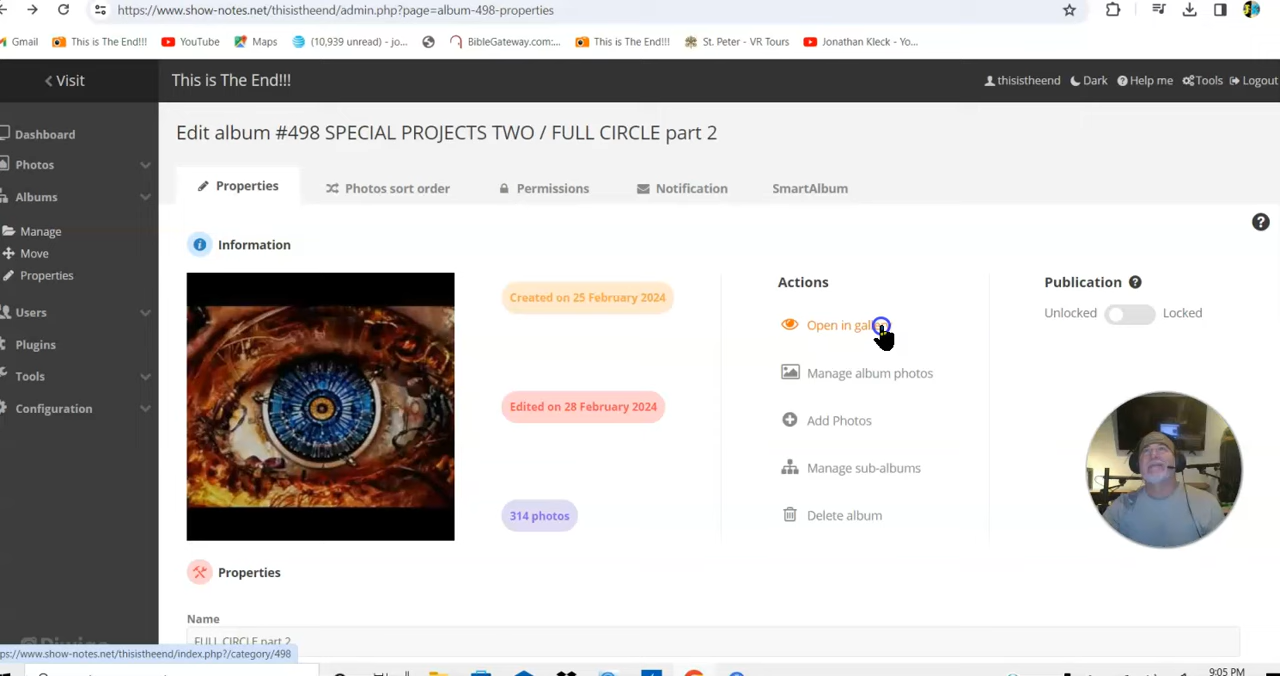 https://www.show-notes.net/thisistheend/admin.php?page=album-498-properties
Gmail This is The End!!! YouTube Maps (10,939 unread) - jo... BibleGateway.com:... This is The End!!! St. Peter - VR Tours Jonathan Kleck - Yo...
Visit This is The End!!! thisistheend Dark Help me Tools Logout
Edit album #498 SPECIAL PROJECTS TWO / FULL CIRCLE part 2
Dashboard
Photos
Albums
Manage
Move
Properties
Users
Plugins
Tools
Configuration
Properties Photos sort order Permissions Notification SmartAlbum
Information
Created on 25 February 2024
Edited on 28 February 2024
314 photos
Actions
Open in gall
Manage album photos
Add Photos
Manage sub-albums
Delete album
Publication
Unlocked Locked
Properties
Name
FULL CIRCLE part 2
ps://www.show-notes.net/thisistheend/index.php?/category/498
9:05 PM